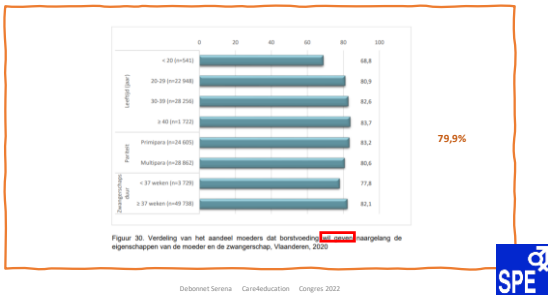 0 20 40 60 80 100
Leeftijd (jaar)
< 20 (n=541) 68,8
20-29 (n=22 948) 80,9
30-39 (n=28 256) 82,6
≥ 40 (n=1 722) 83,7
Pariteit
Primipara (n=24 605) 83,2
Multipara (n=28 862) 80,6
Zwangerschaps
duur
< 37 weken (n=3 729) 77,8
≥ 37 weken (n=49 738) 82,1
79,9%
Figuur 30. Verdeling van het aandeel moeders dat borstvoeding wil geven naargelang de
eigenschappen van de moeder en de zwangerschap, Vlaanderen, 2020
Debonnet Serena Care4education Congres 2022
SPE